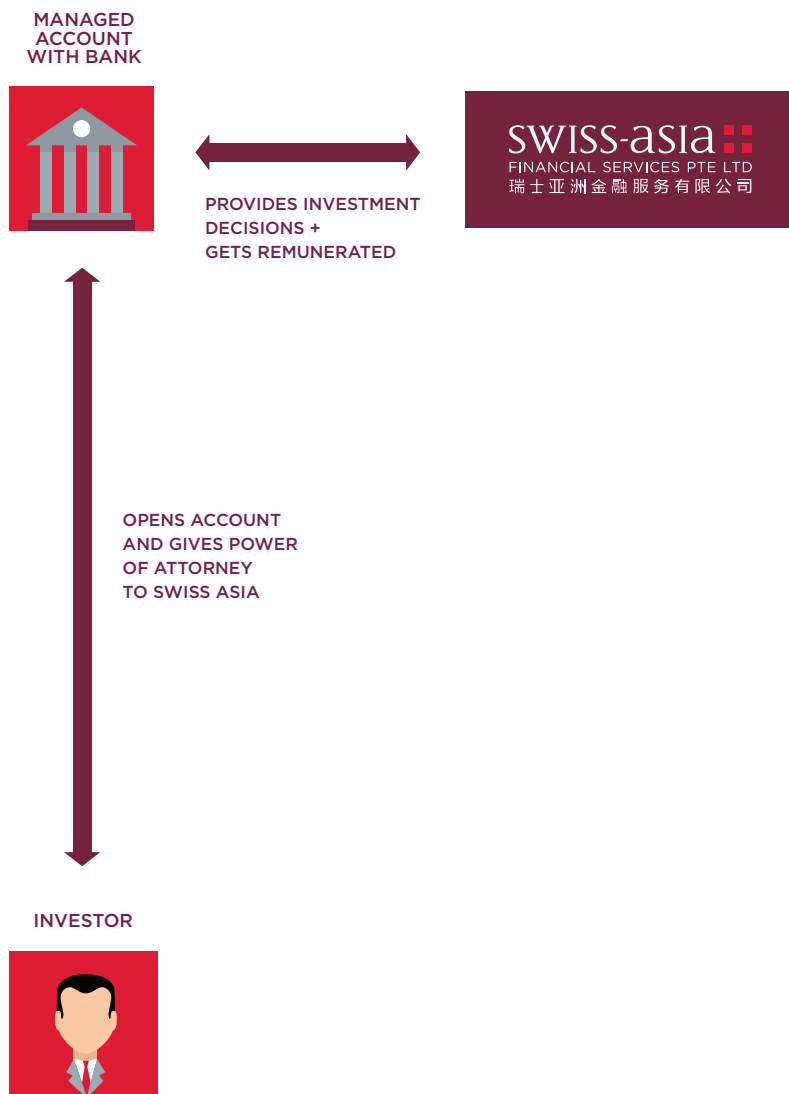 MANAGED
ACCOUNT
WITH BANK
SWISS-ASIA
FINANCIAL SERVICES PTE LTD
瑞士亚洲金融服务有限公司
PROVIDES INVESTMENT
DECISIONS +
GETS REMUNERATED
OPENS ACCOUNT
AND GIVES POWER
OF ATTORNEY
TO SWISS ASIA
INVESTOR